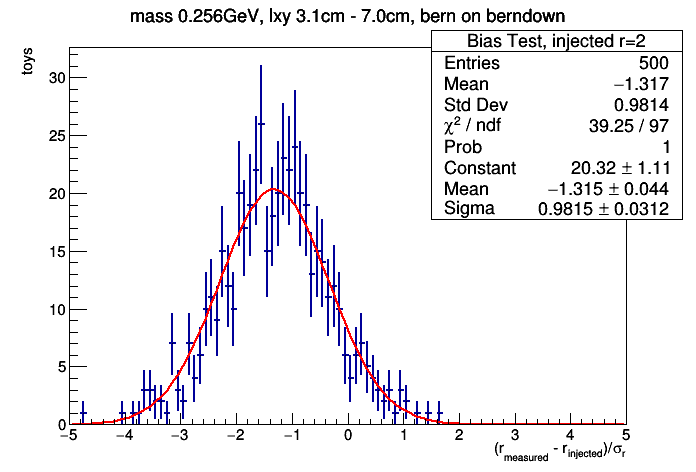 mass 0.256GeV, lxy 3.1cm - 7.0cm, bern on berndown
toys
Bias Test, injected r=2
Entries 500
Mean −1.317
Std Dev 0.9814
χ² / ndf 39.25 / 97
Prob 1
Constant 20.32 ± 1.11
Mean −1.315 ± 0.044
Sigma 0.9815 ± 0.0312
30
25
20
15
10
5
0
−5 −4 −3 −2 −1 0 1 2 3 4 5
(r_measured - r_injected)/σ_r